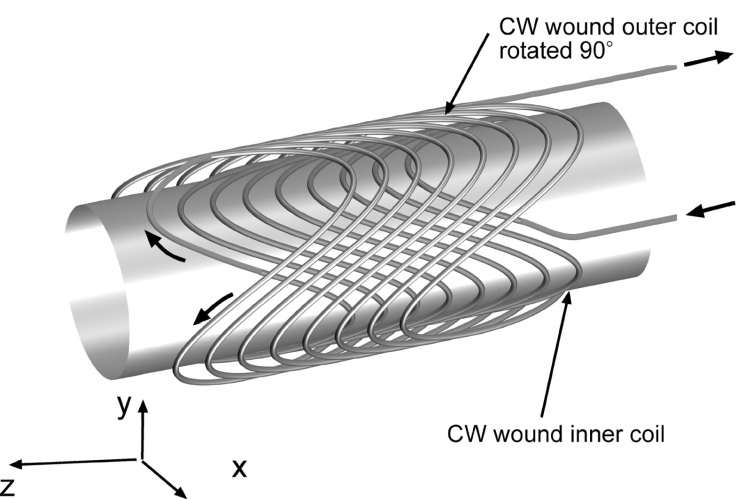 CW wound outer coil
rotated 90°
CW wound inner coil
y
z
x